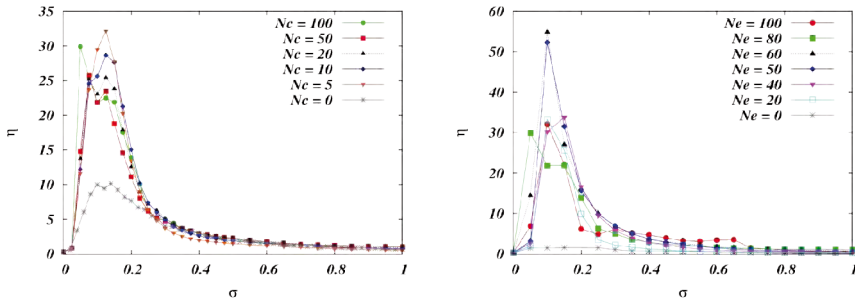 35
30
25
20
15
10
5
0
η
0
0.2
0.4
0.6
0.8
1
σ
Nc = 100
Nc = 50
Nc = 20
Nc = 10
Nc = 5
Nc = 0
60
50
40
30
20
10
0
η
0
0.2
0.4
0.6
0.8
1
σ
Ne = 100
Ne = 80
Ne = 60
Ne = 50
Ne = 40
Ne = 20
Ne = 0